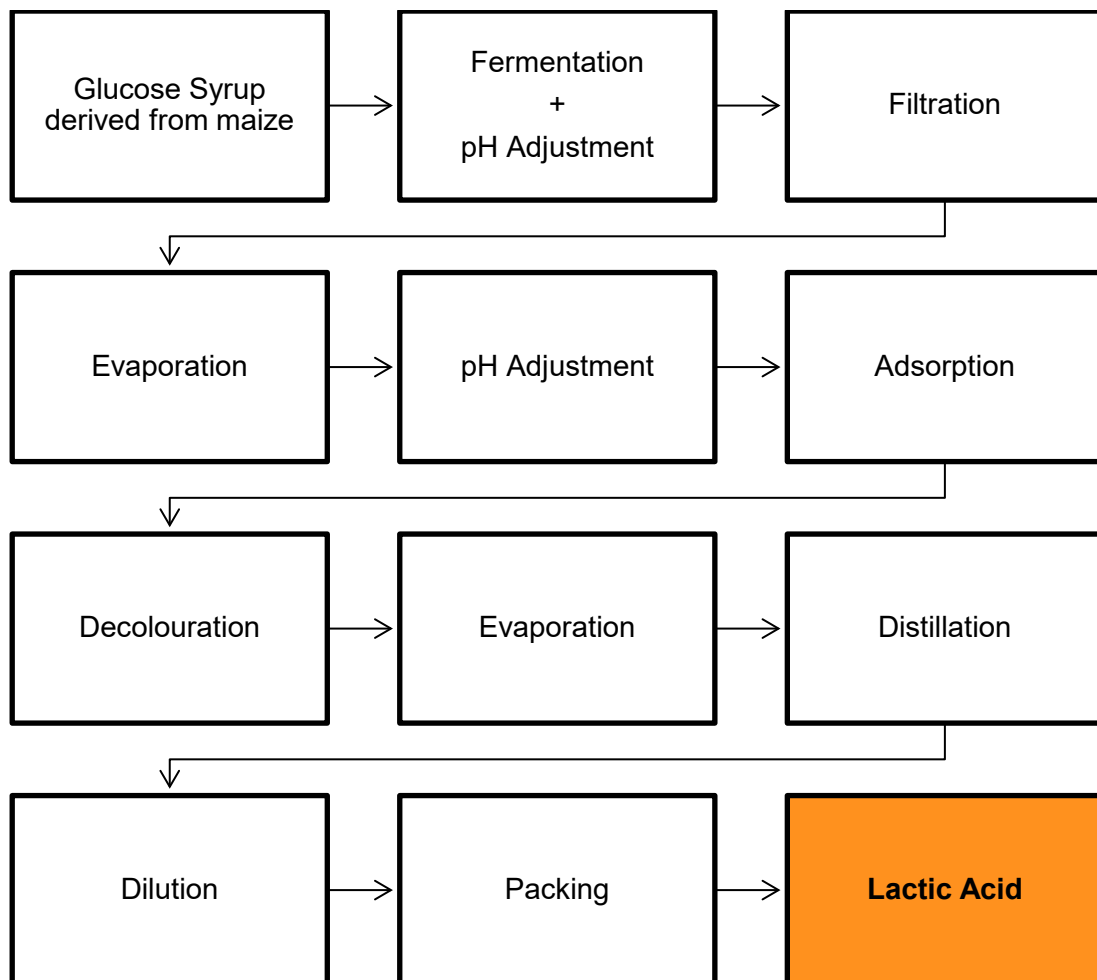 Glucose Syrup
derived from maize
Fermentation
+
pH Adjustment
Filtration
Evaporation
pH Adjustment
Adsorption
Decolouration
Evaporation
Distillation
Dilution
Packing
Lactic Acid